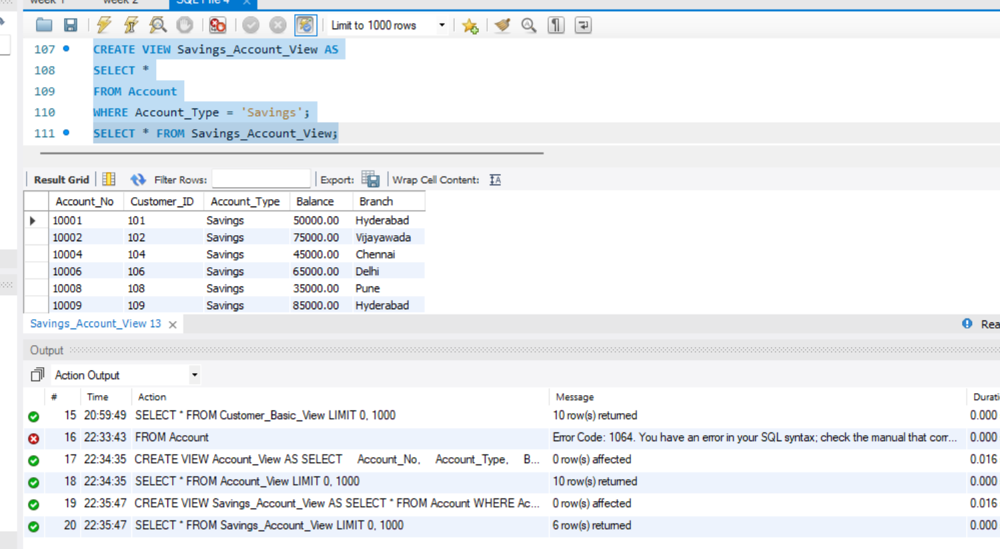 SQL File 4
Limit to 1000 rows
107 CREATE VIEW Savings_Account_View AS
108 SELECT *
109 FROM Account
110 WHERE Account_Type = 'Savings';
111 SELECT * FROM Savings_Account_View;
Result Grid Filter Rows: Export: Wrap Cell Content:
Account_No Customer_ID Account_Type Balance Branch
10001 101 Savings 50000.00 Hyderabad
10002 102 Savings 75000.00 Vijayawada
10004 104 Savings 45000.00 Chennai
10006 106 Savings 65000.00 Delhi
10008 108 Savings 35000.00 Pune
10009 109 Savings 85000.00 Hyderabad
Savings_Account_View 13 Rea
Output
Action Output
# Time Action Message Durati
15 20:59:49 SELECT * FROM Customer_Basic_View LIMIT 0, 1000 10 row(s) returned 0.000
16 22:33:43 FROM Account Error Code: 1064. You have an error in your SQL syntax; check the manual that corr... 0.000
17 22:34:35 CREATE VIEW Account_View AS SELECT Account_No, Account_Type, B... 0 row(s) affected 0.016
18 22:34:35 SELECT * FROM Account_View LIMIT 0, 1000 10 row(s) returned 0.000
19 22:35:47 CREATE VIEW Savings_Account_View AS SELECT * FROM Account WHERE Ac... 0 row(s) affected 0.016
20 22:35:47 SELECT * FROM Savings_Account_View LIMIT 0, 1000 6 row(s) returned 0.000